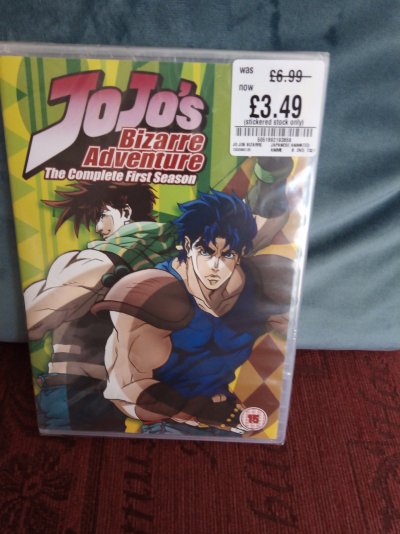 was £6.99
now
£3.49
(stickered stock only)
JoJo's
Bizarre
Adventure
The Complete First Season
15